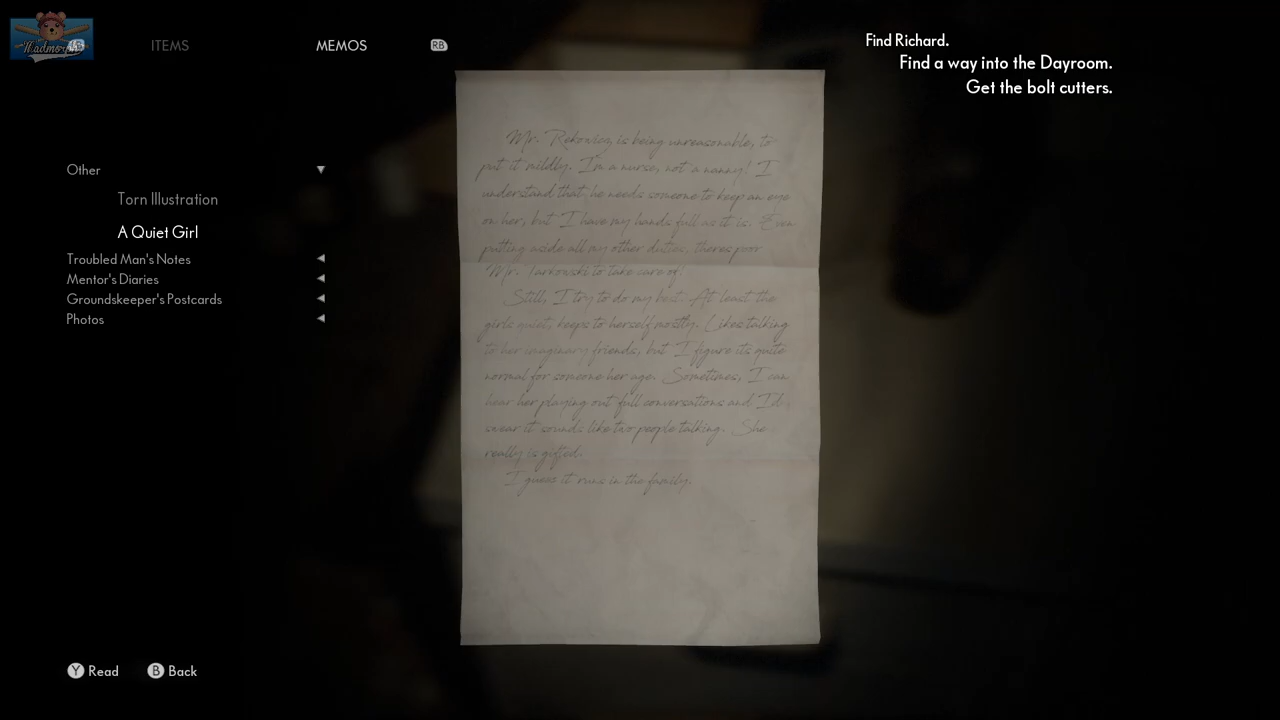 Madmorph
LB
ITEMS
MEMOS
RB
Find Richard.
Find a way into the Dayroom.
Get the bolt cutters.
Other
Torn Illustration
A Quiet Girl
Troubled Man's Notes
Mentor's Diaries
Groundskeeper's Postcards
Photos
Mr. Rekowicz is being unreasonable, to
put it mildly. I'm a nurse, not a nanny! I
understand that he needs someone to keep an eye
on her, but I have my hands full as it is. Even
putting aside all my other duties, theres poor
Mr. Tarkowski to take care of!
Still, I try to do my best. At least the
girls quiet, keeps to herself mostly. Likes talking
to her imaginary friends, but I figure its quite
normal for someone her age. Sometimes, I can
hear her playing out full conversations and I'd
swear it sounds like two people talking. She
really is gifted.
I guess it runs in the family.
Y Read
B Back